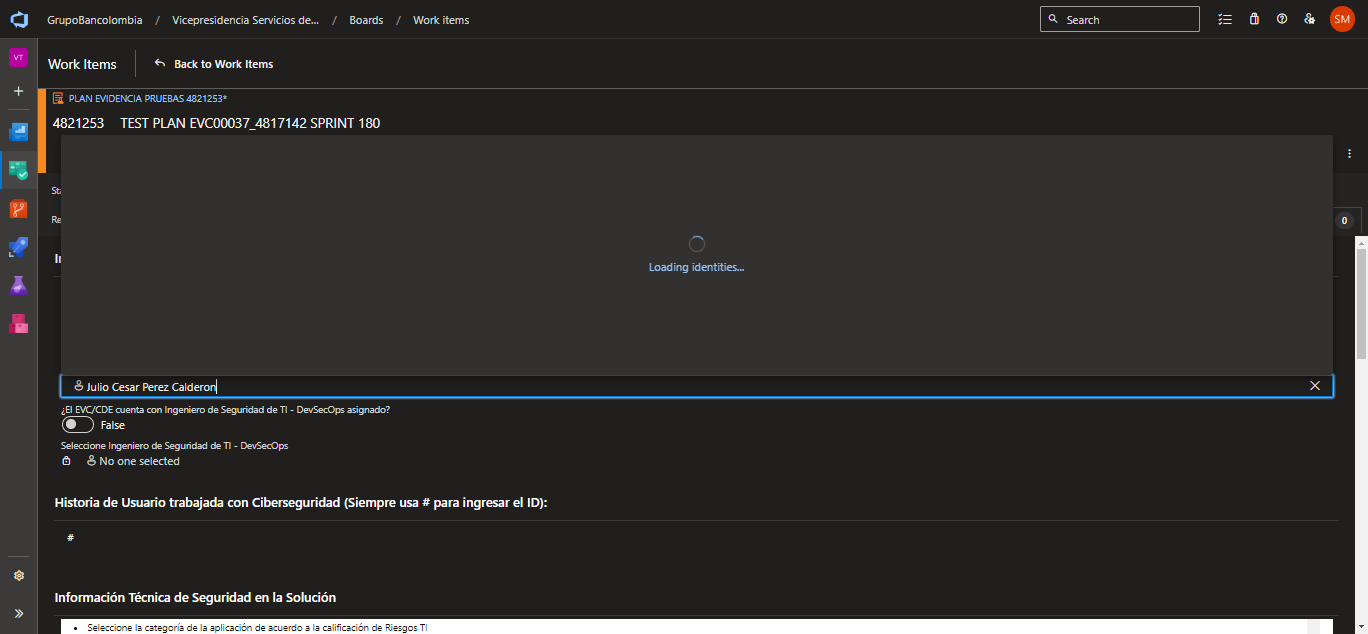 GrupoBancolombia / Vicepresidencia Servicios de... / Boards / Work items
Search
SM
VT
Work Items
Back to Work Items
PLAN EVIDENCIA PRUEBAS 4821253*
4821253 TEST PLAN EVC00037_4817142 SPRINT 180
Sta
Re
0
Loading identities...
Julio Cesar Perez Calderon
¿El EVC/CDE cuenta con Ingeniero de Seguridad de TI - DevSecOps asignado?
False
Seleccione Ingeniero de Seguridad de TI - DevSecOps
No one selected
Historia de Usuario trabajada con Ciberseguridad (Siempre usa # para ingresar el ID):
#
Información Técnica de Seguridad en la Solución
• Seleccione la categoría de la aplicación de acuerdo a la calificación de Riesgos TI